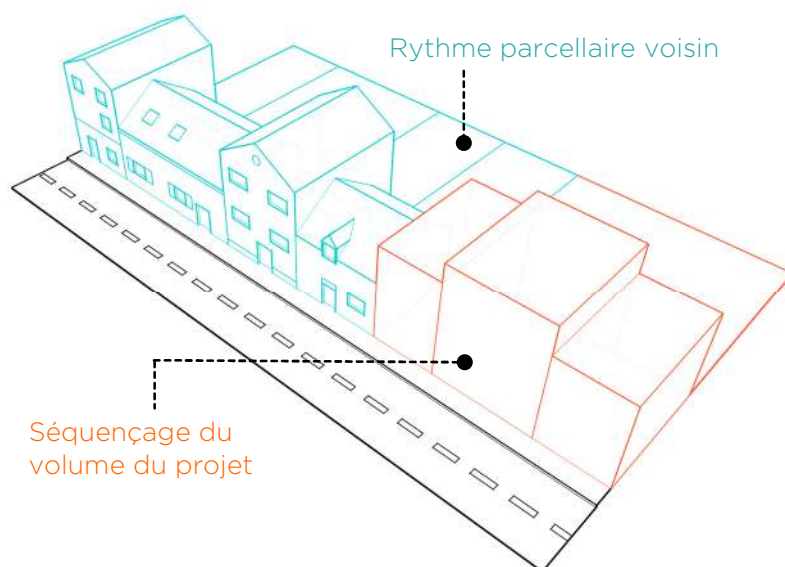 Rythme parcellaire voisin
Séquençage du
volume du projet